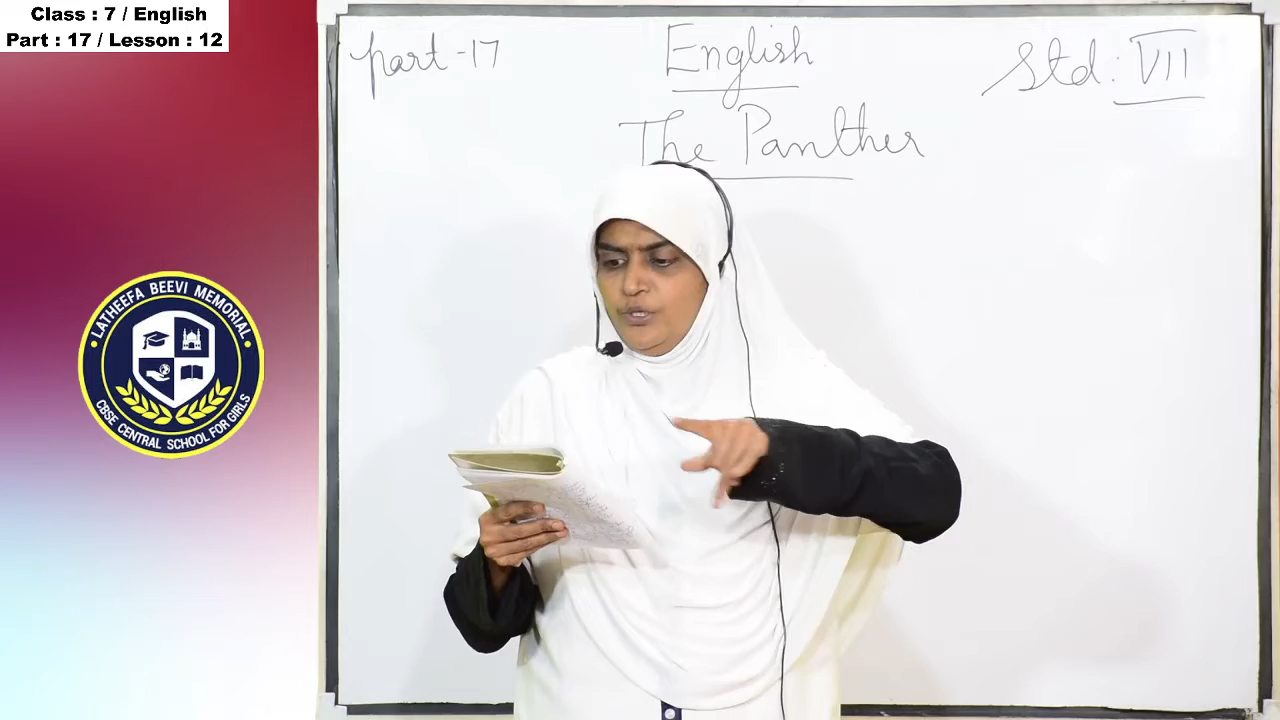 Class : 7 / English
Part : 17 / Lesson : 12
part -17
English
Std: VII
The Panther
LATHEEFA BEEVI MEMORIAL
CBSE CENTRAL SCHOOL FOR GIRLS